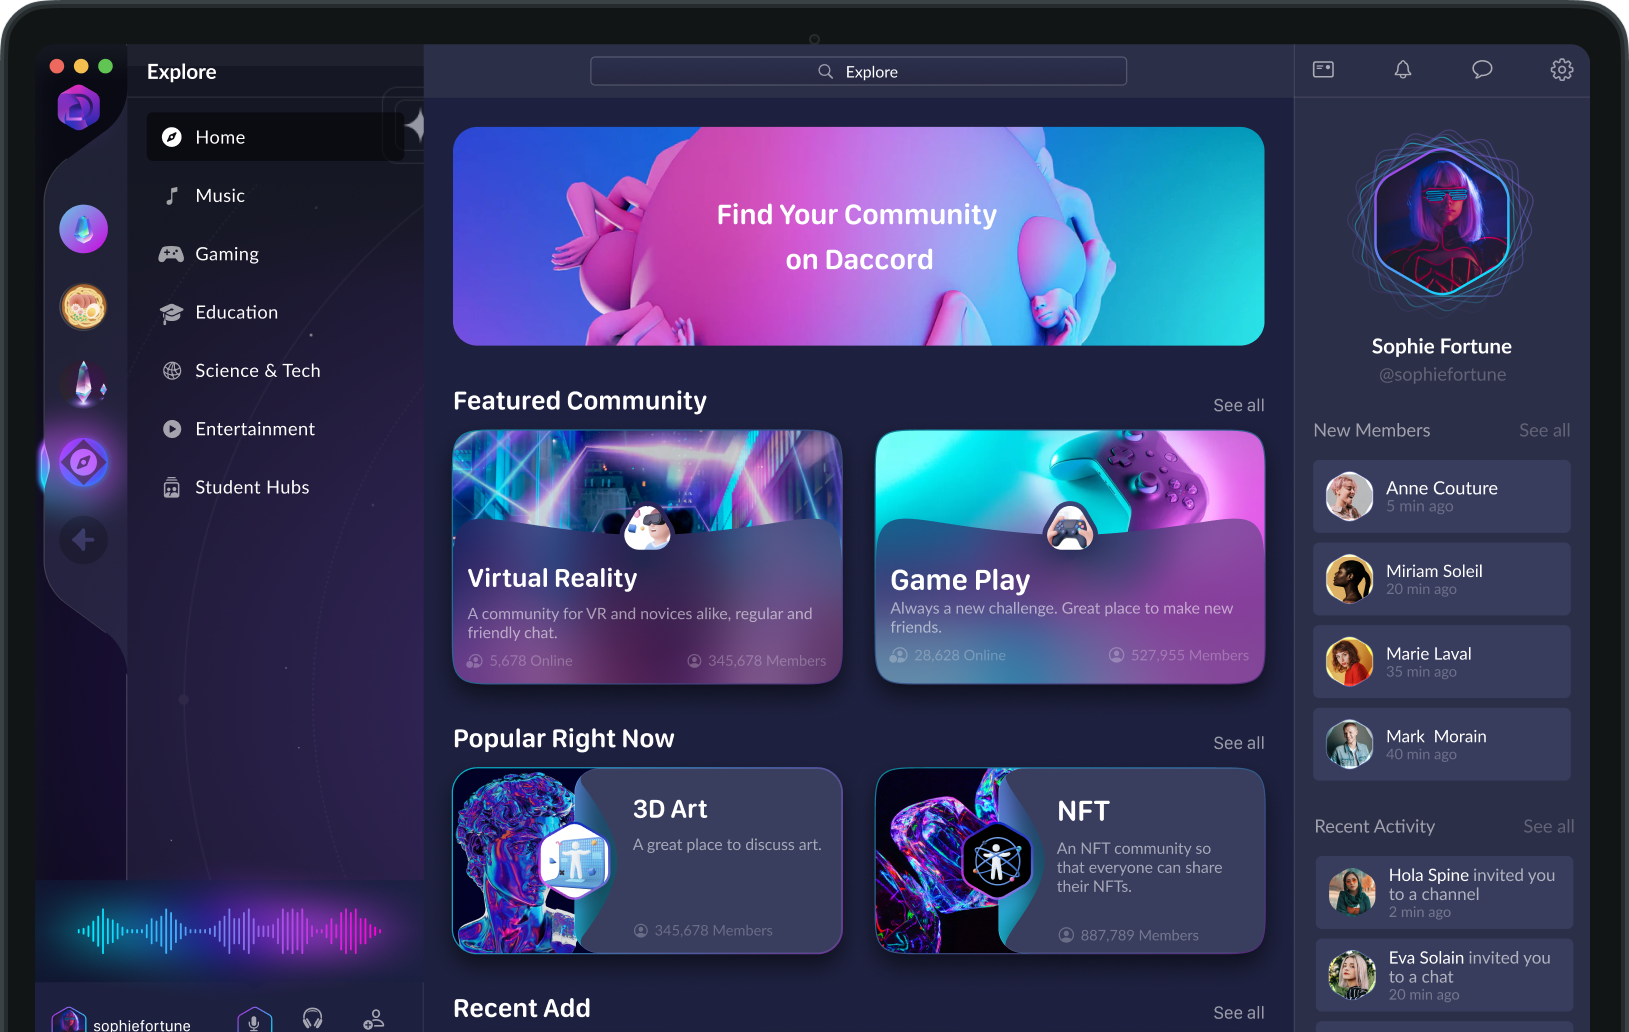 Explore
Home
Music
Gaming
Education
Science & Tech
Entertainment
Student Hubs
sophiefortune
Explore
Find Your Community
on Daccord
Featured Community
See all
Virtual Reality
A community for VR and novices alike, regular and
friendly chat.
5,678 Online
345,678 Members
Game Play
Always a new challenge. Great place to make new
friends.
28,628 Online
527,955 Members
Popular Right Now
See all
3D Art
A great place to discuss art.
345,678 Members
NFT
An NFT community so
that everyone can share
their NFTs.
887,789 Members
Recent Add
See all
Sophie Fortune
@sophiefortune
New Members
See all
Anne Couture
5 min ago
Miriam Soleil
20 min ago
Marie Laval
35 min ago
Mark  Morain
40 min ago
Recent Activity
See all
Hola Spine invited you
to a channel
2 min ago
Eva Solain invited you
to a chat
20 min ago